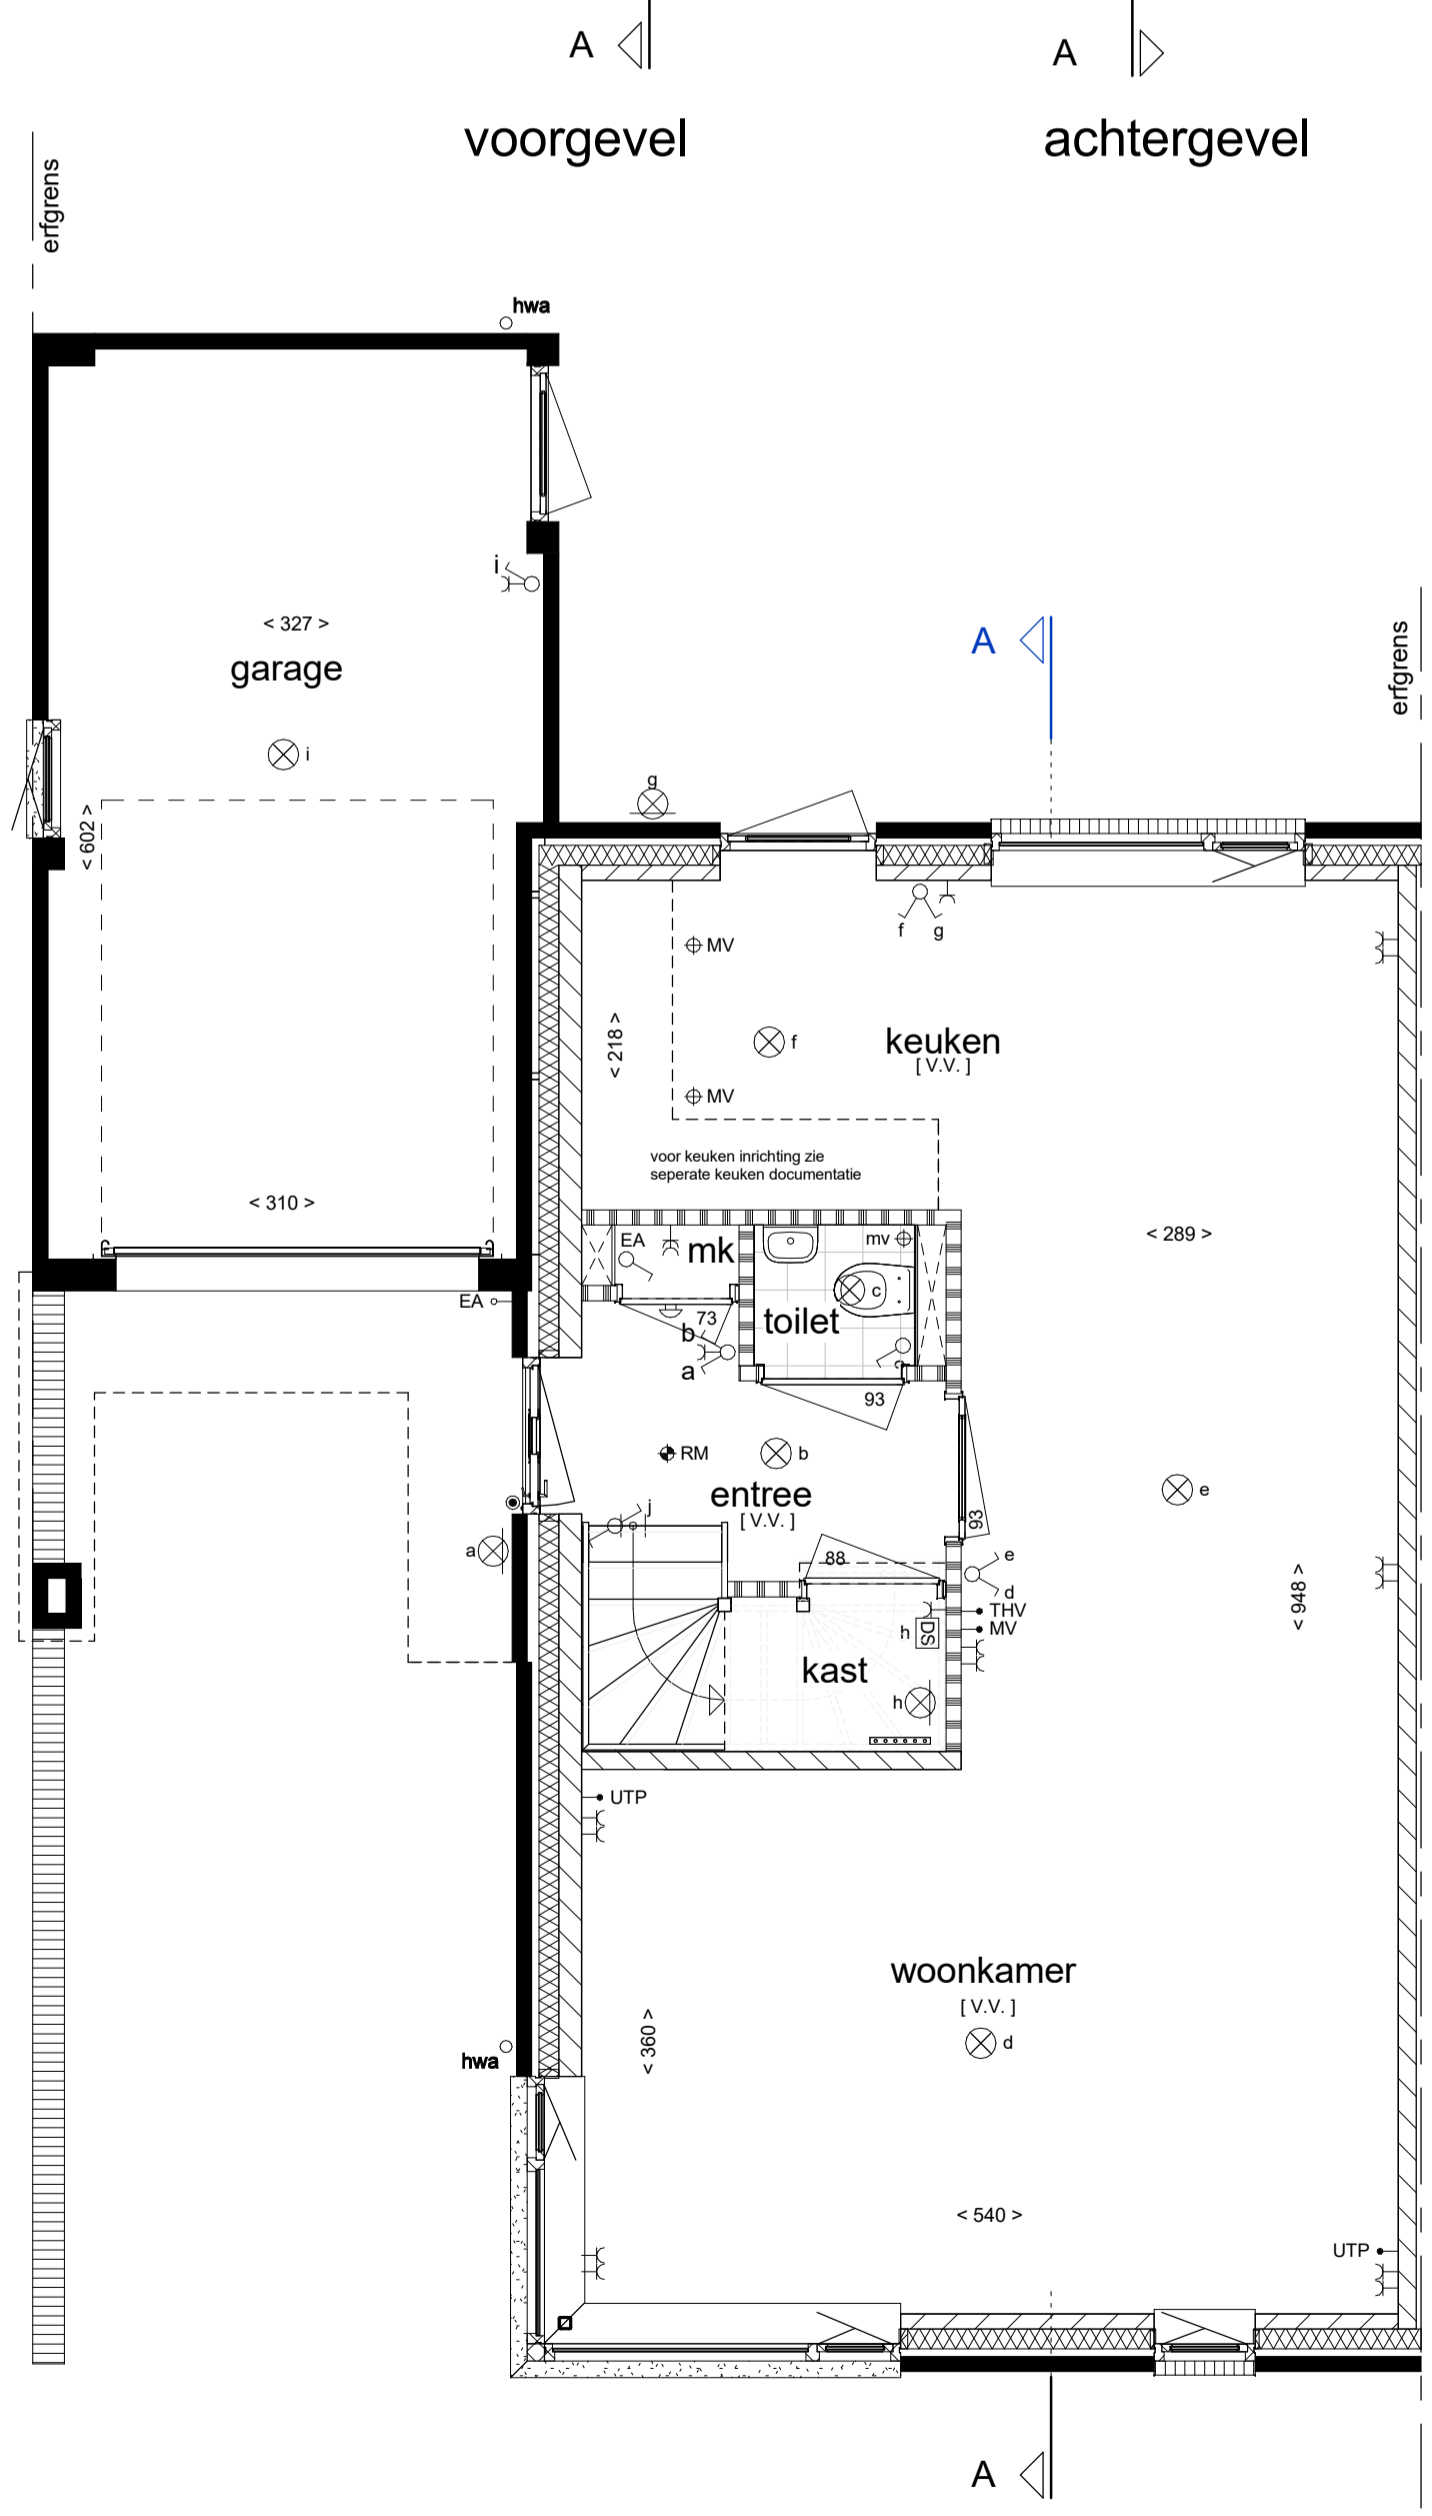 A
A
voorgevel
achtergevel
erfgrens
hwa
i
< 327 >
garage
A
erfgrens
i
g
< 602 >
f
g
MV
< 218 >
f
keuken
[ V.V. ]
MV
voor keuken inrichting zie
seperate keuken documentatie
< 310 >
< 289 >
EA
mk
mv
c
EA
73
toilet
b
a
c
93
RM
b
entree
[ V.V. ]
e
j
93
a
88
e
d
THV
MV
h
DS
< 948 >
kast
h
UTP
woonkamer
[ V.V. ]
< 360 >
d
hwa
< 540 >
UTP
A